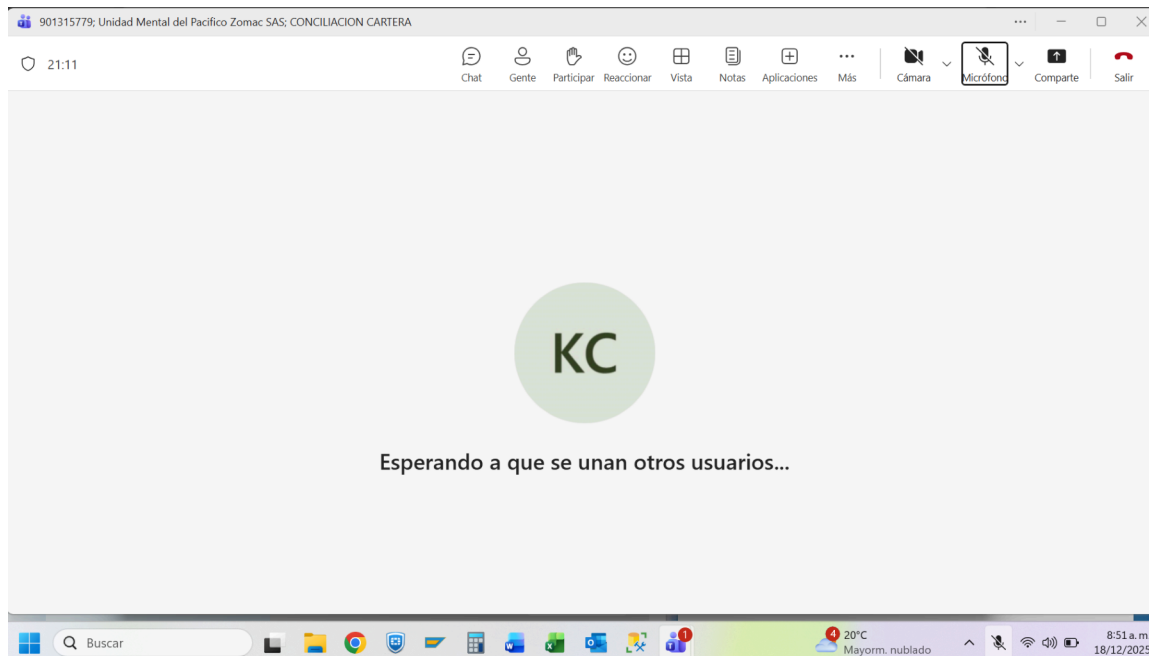 901315779; Unidad Mental del Pacifico Zomac SAS; CONCILIACION CARTERA
21:11
Chat Gente Participar Reaccionar Vista Notas Aplicaciones Más Cámara Micrófono Comparte Salir
KC
Esperando a que se unan otros usuarios...
Buscar
1
4
20°C
Mayorm. nublado
8:51 a. m.
18/12/2025